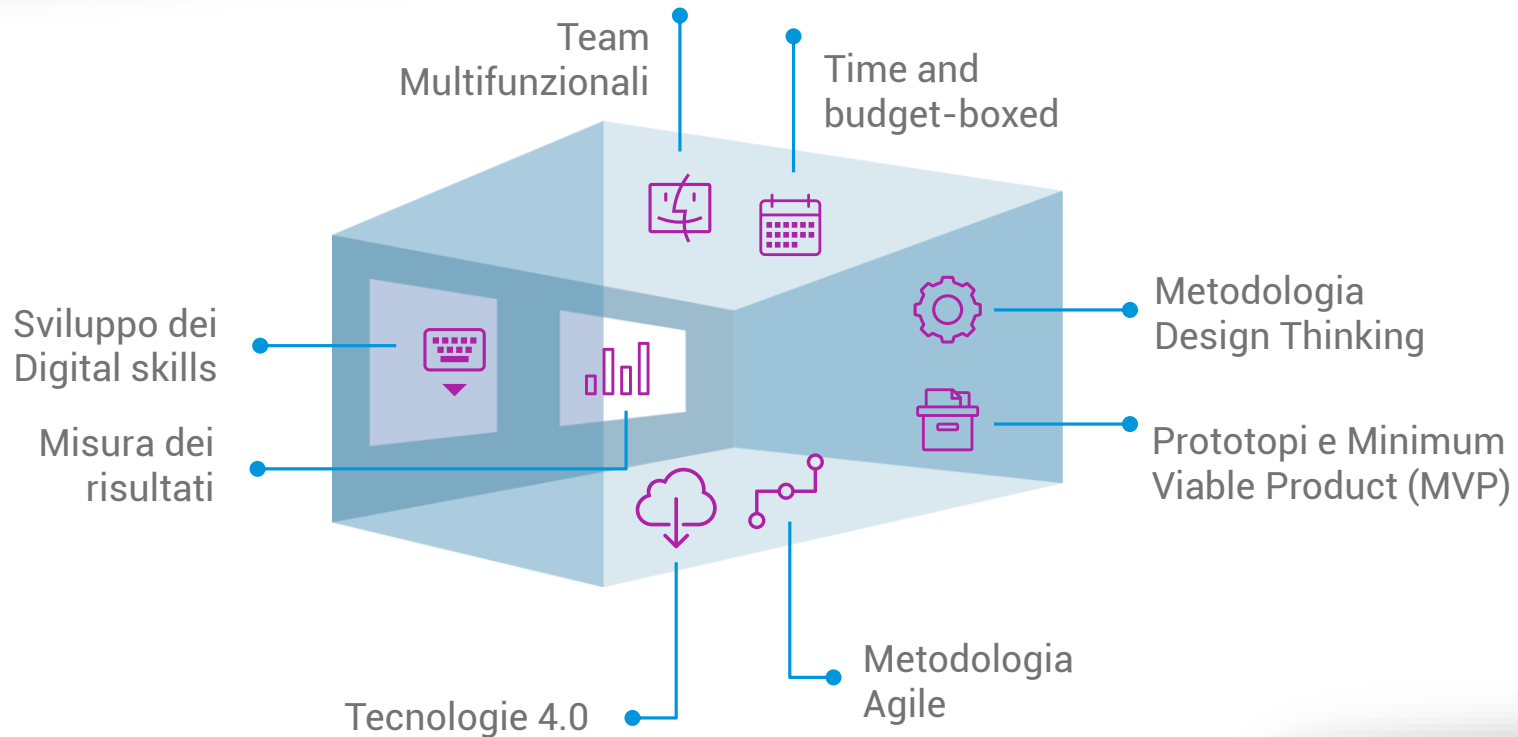 Team
Multifunzionali
Time and
budget-boxed
Sviluppo dei
Digital skills
Misura dei
risultati
Metodologia
Design Thinking
Prototopi e Minimum
Viable Product (MVP)
Metodologia
Agile
Tecnologie 4.0